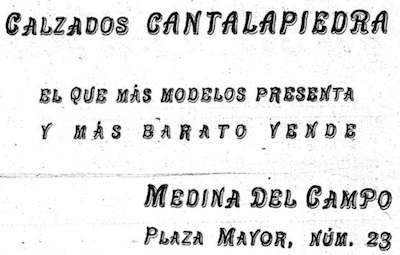 CALZADOS CANTALAPIEDRA
EL QUE MÁS MODELOS PRESENTA
Y MÁS BARATO VENDE
MEDINA DEL CAMPO
PLAZA MAYOR, NÚM. 23